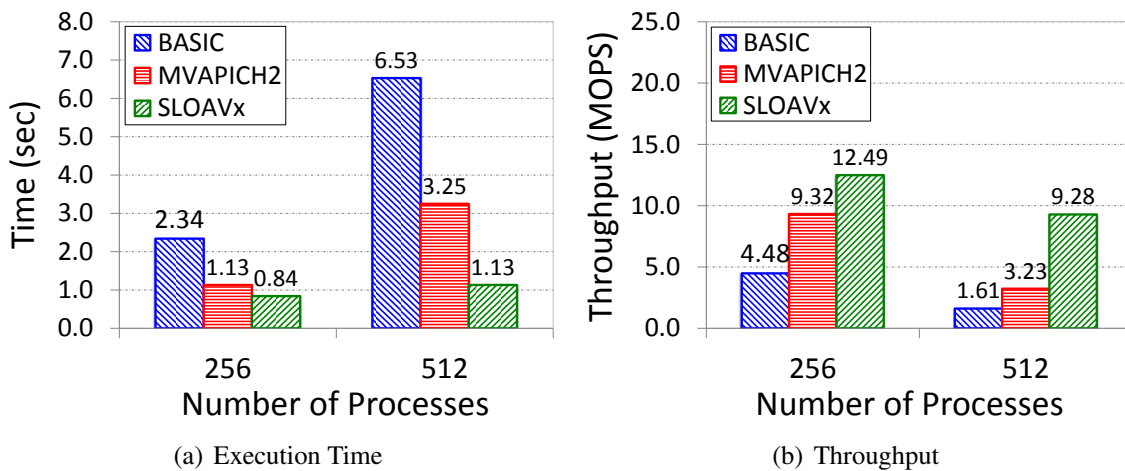 8.0
7.0
6.0
5.0
4.0
3.0
2.0
1.0
0.0
Time (sec)
BASIC
MVAPICH2
SLOAVx
2.34
1.13
0.84
6.53
3.25
1.13
256
512
Number of Processes
(a) Execution Time
25.0
20.0
15.0
10.0
5.0
0.0
Throughput (MOPS)
BASIC
MVAPICH2
SLOAVx
4.48
9.32
12.49
1.61
3.23
9.28
256
512
Number of Processes
(b) Throughput